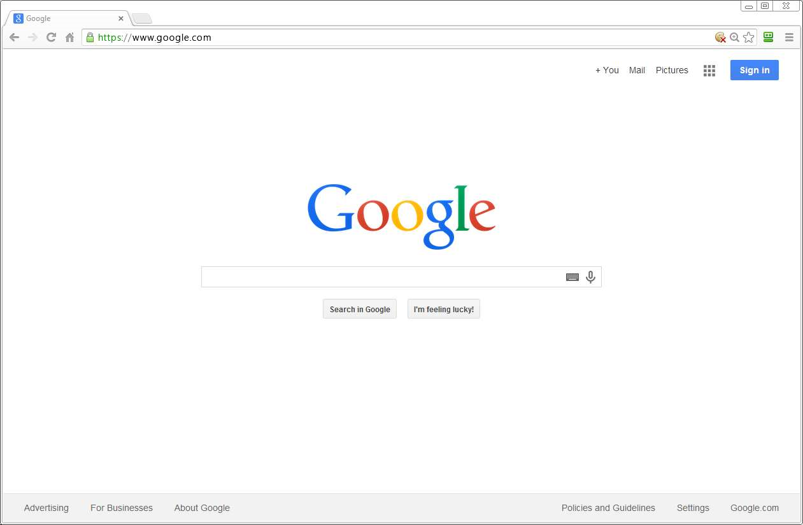 Google
https://www.google.com
+ You Mail Pictures Sign in
Google
Search in Google I'm feeling lucky!
Advertising For Businesses About Google Policies and Guidelines Settings Google.com